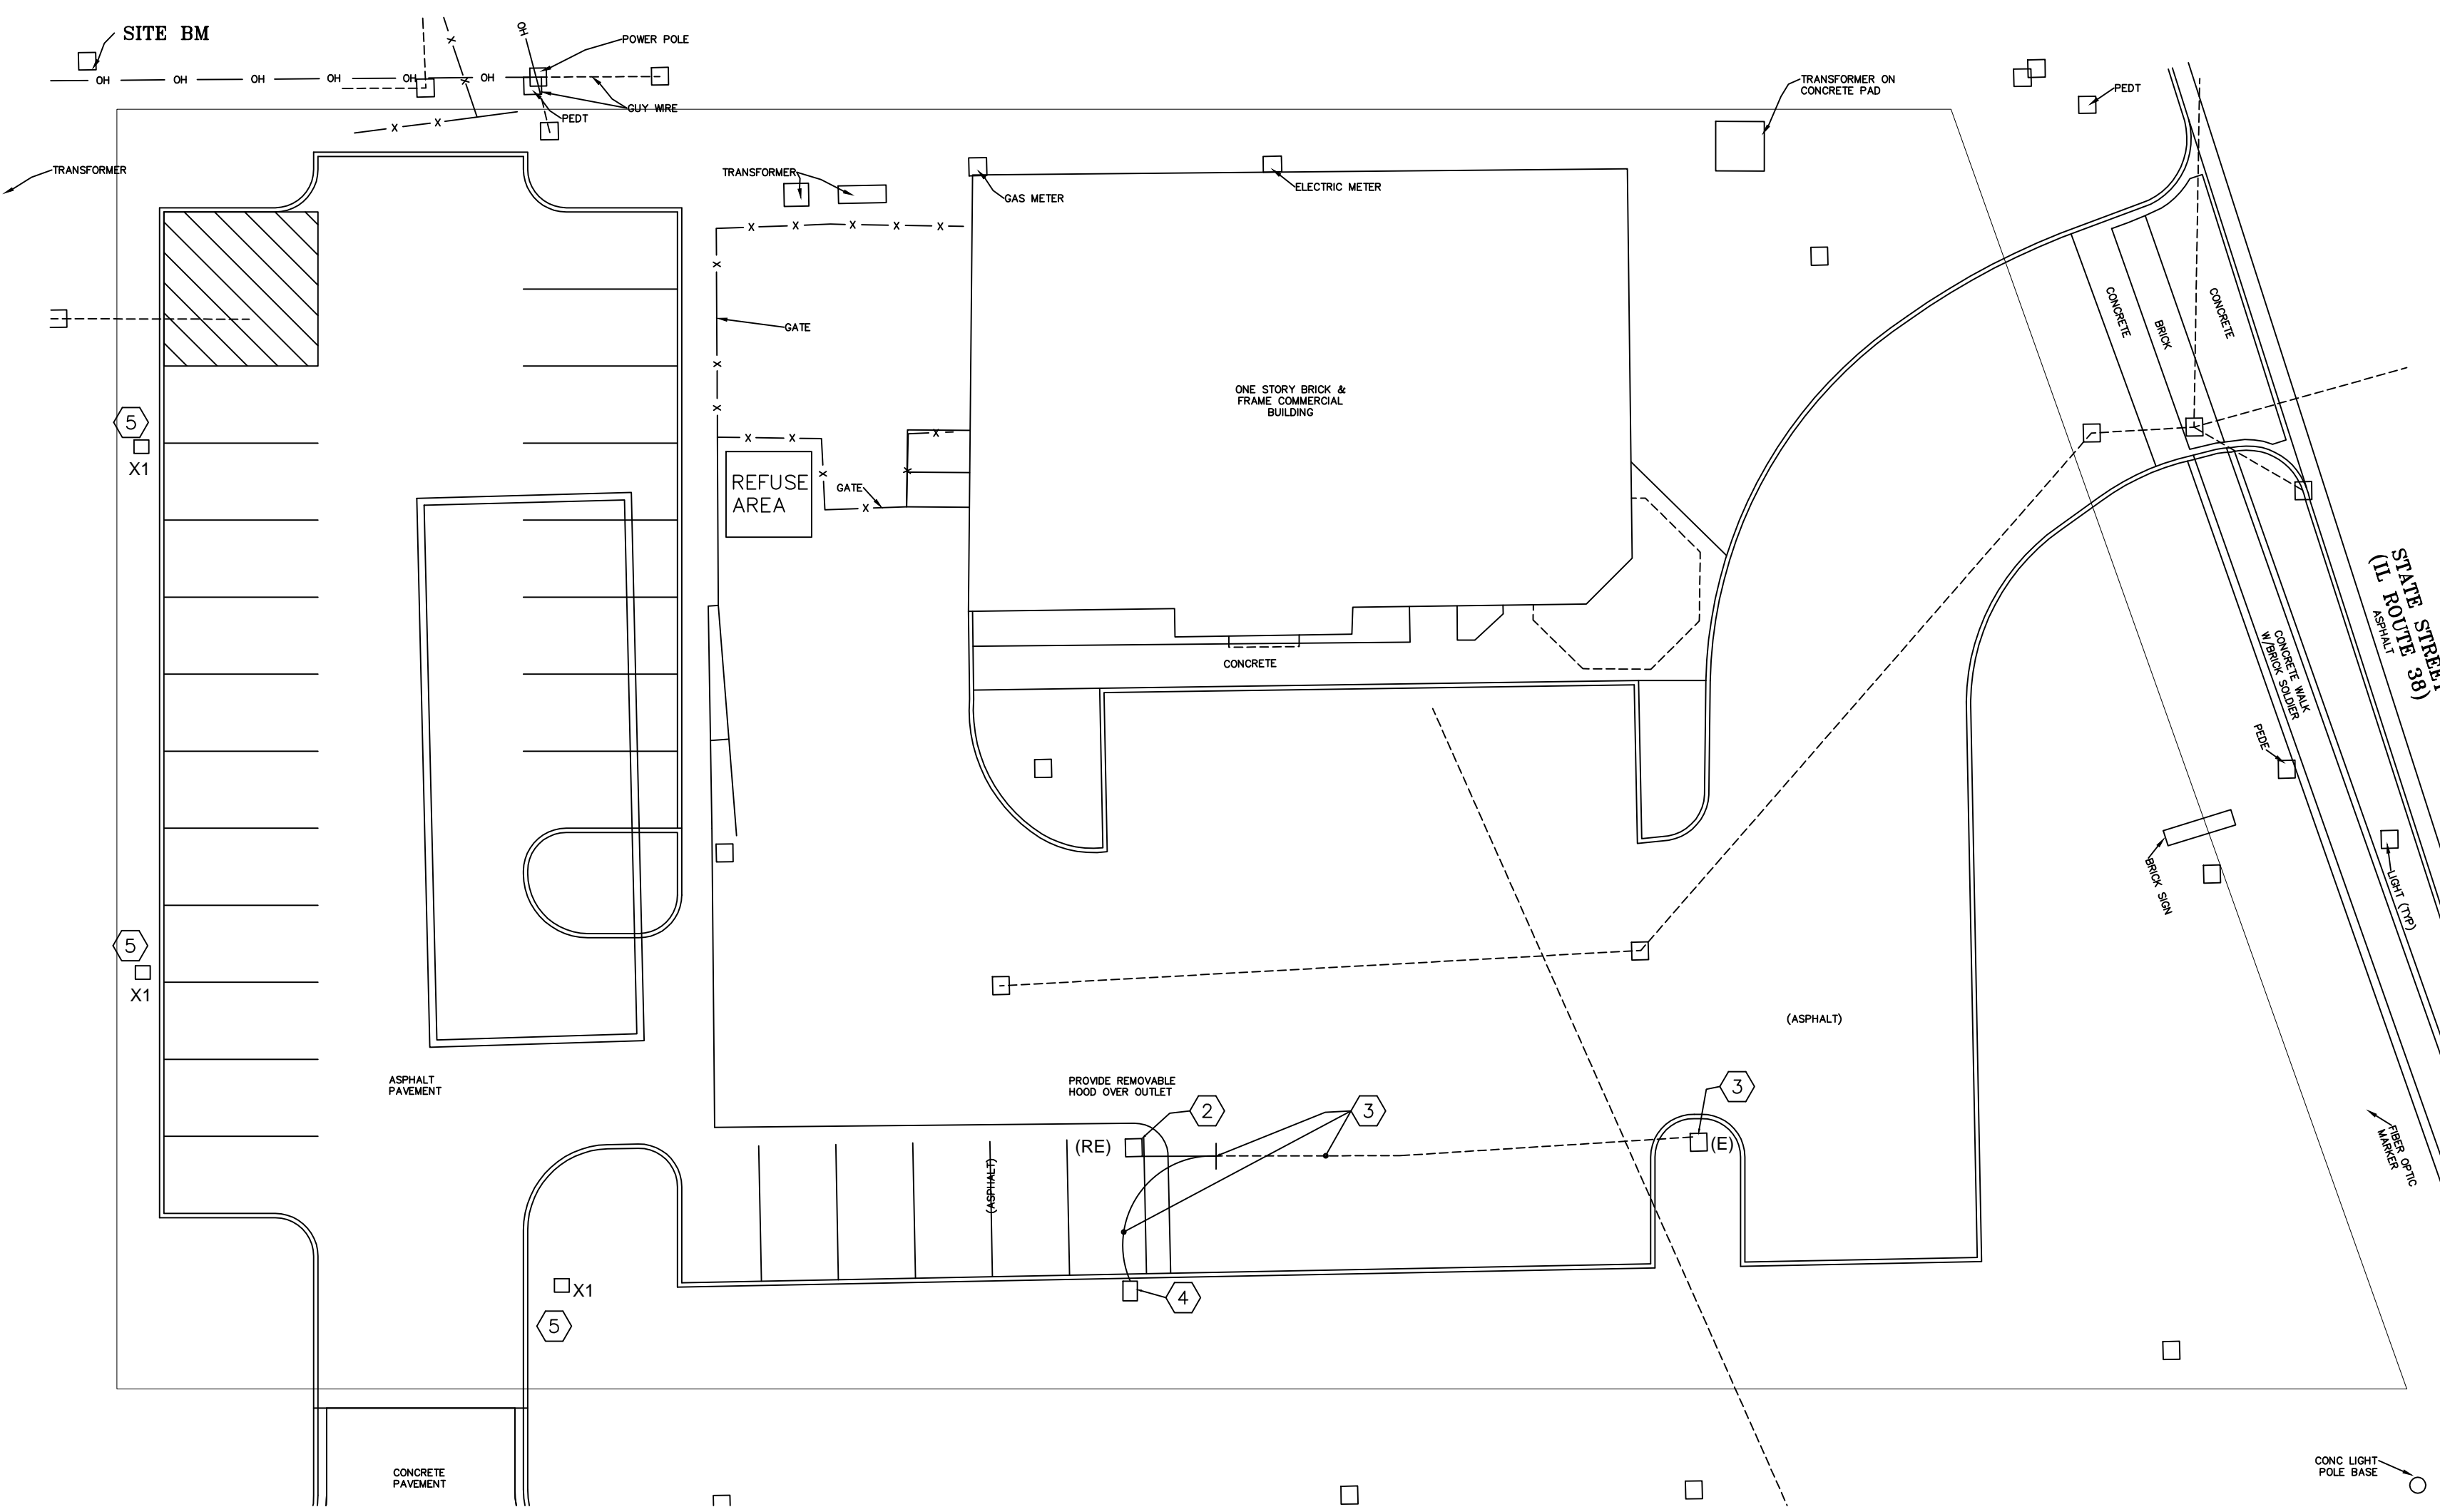 SITE BM
OH OH OH OH OH OH
OH
X
X
X X
POWER POLE
GUY WIRE
PEDT
TRANSFORMER
TRANSFORMER
GAS METER
ELECTRIC METER
TRANSFORMER ON
CONCRETE PAD
PEDT
X X X X X
X
GATE
X
X
X X
X
X
X
X
REFUSE
AREA
GATE
ONE STORY BRICK &
FRAME COMMERCIAL
BUILDING
CONCRETE
BRICK
CONCRETE
5
X1
STATE STREET
(IL ROUTE 38)
ASPHALT
CONCRETE WALK
W/BRICK SOLDIER
CONCRETE
PEDE
BRICK SIGN
LIGHT (TYP)
5
X1
(ASPHALT)
ASPHALT
PAVEMENT
PROVIDE REMOVABLE
HOOD OVER OUTLET
2
3
3
(RE)
(E)
(ASPHALT)
FIBER OPTIC
MARKER
X1
5
4
CONCRETE
PAVEMENT
CONC LIGHT
POLE BASE